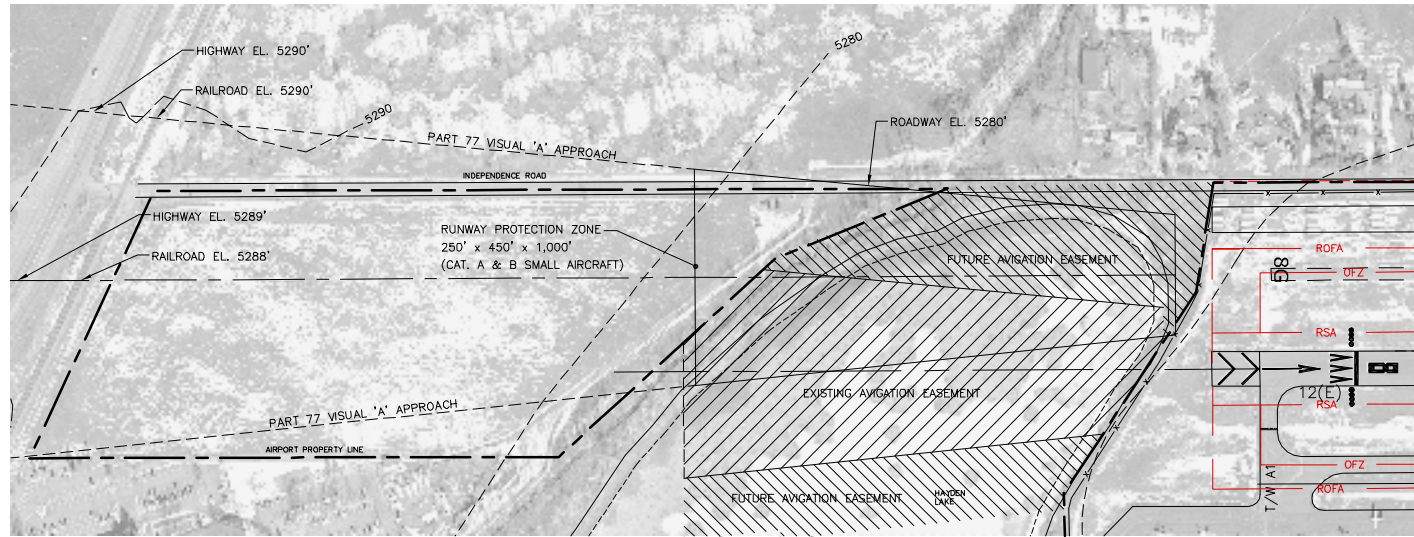 HIGHWAY EL. 5290'
RAILROAD EL. 5290'
5290
5280
PART 77 VISUAL 'A' APPROACH
ROADWAY EL. 5280'
INDEPENDENCE ROAD
HIGHWAY EL. 5289'
RAILROAD EL. 5288'
RUNWAY PROTECTION ZONE
250' x 450' x 1,000'
(CAT. A & B SMALL AIRCRAFT)
FUTURE AVIGATION EASEMENT
ROFA
8G
OFZ
RSA
EXISTING AVIGATION EASEMENT
12(E)
RSA
PART 77 VISUAL 'A' APPROACH
AIRPORT PROPERTY LINE
OFZ
T/W A1
ROFA
FUTURE AVIGATION EASEMENT
HAYDEN
LAKE
8